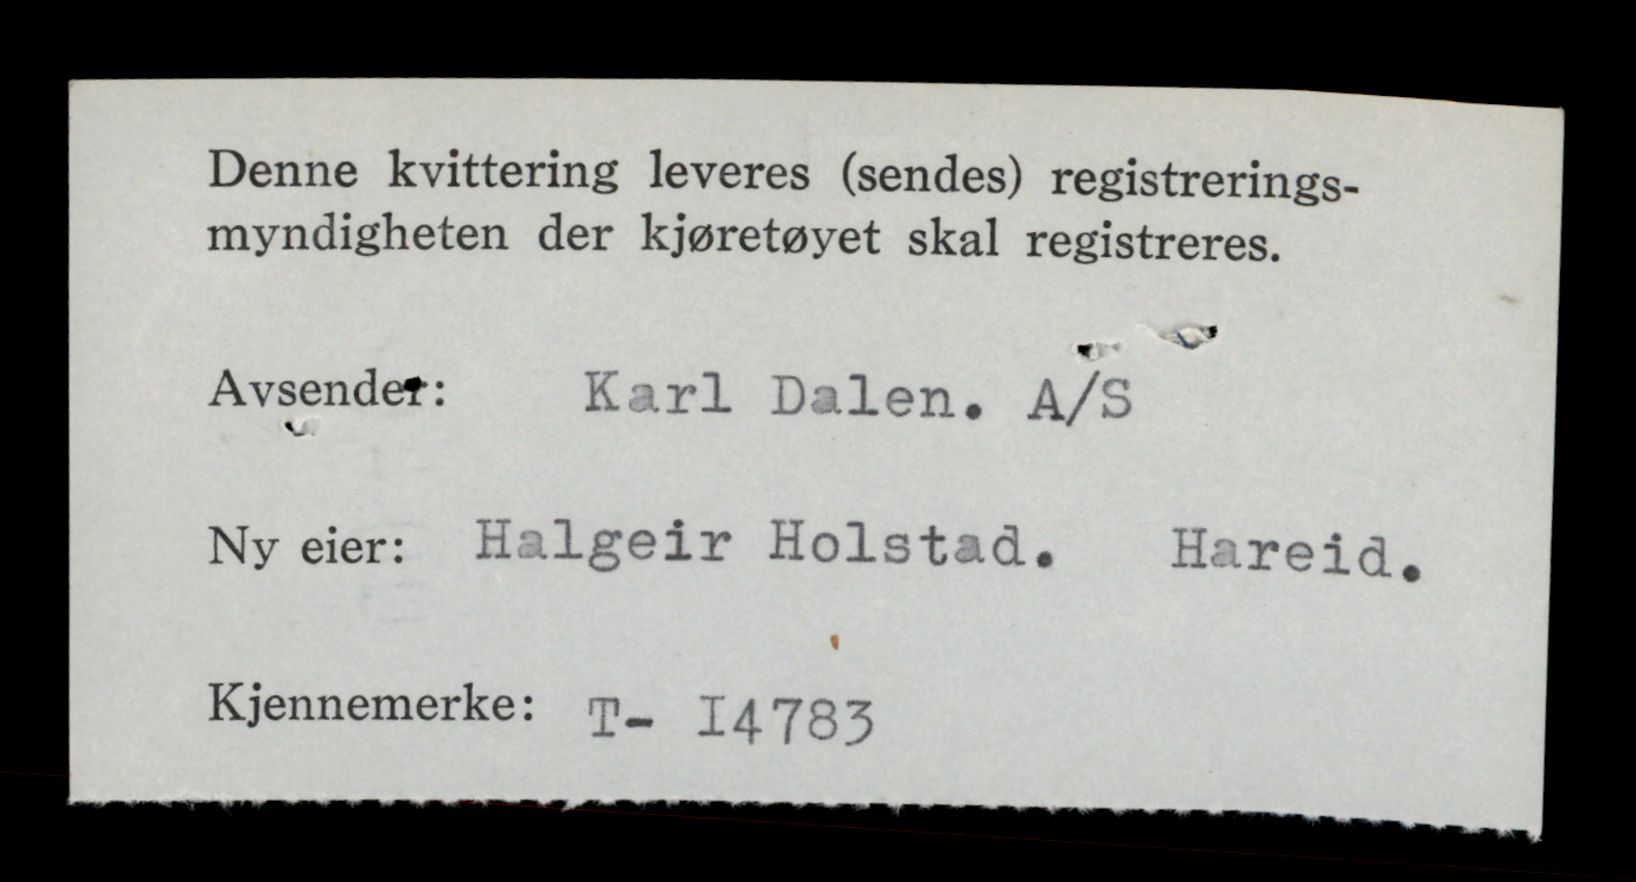 Denne kvittering leveres (sendes) registrerings-
myndigheten der kjøretøyet skal registreres.
Avsender: Karl Dalen. A/S
Ny eier: Halgeir Holstad. Hareid.
Kjennemerke: T- I4783